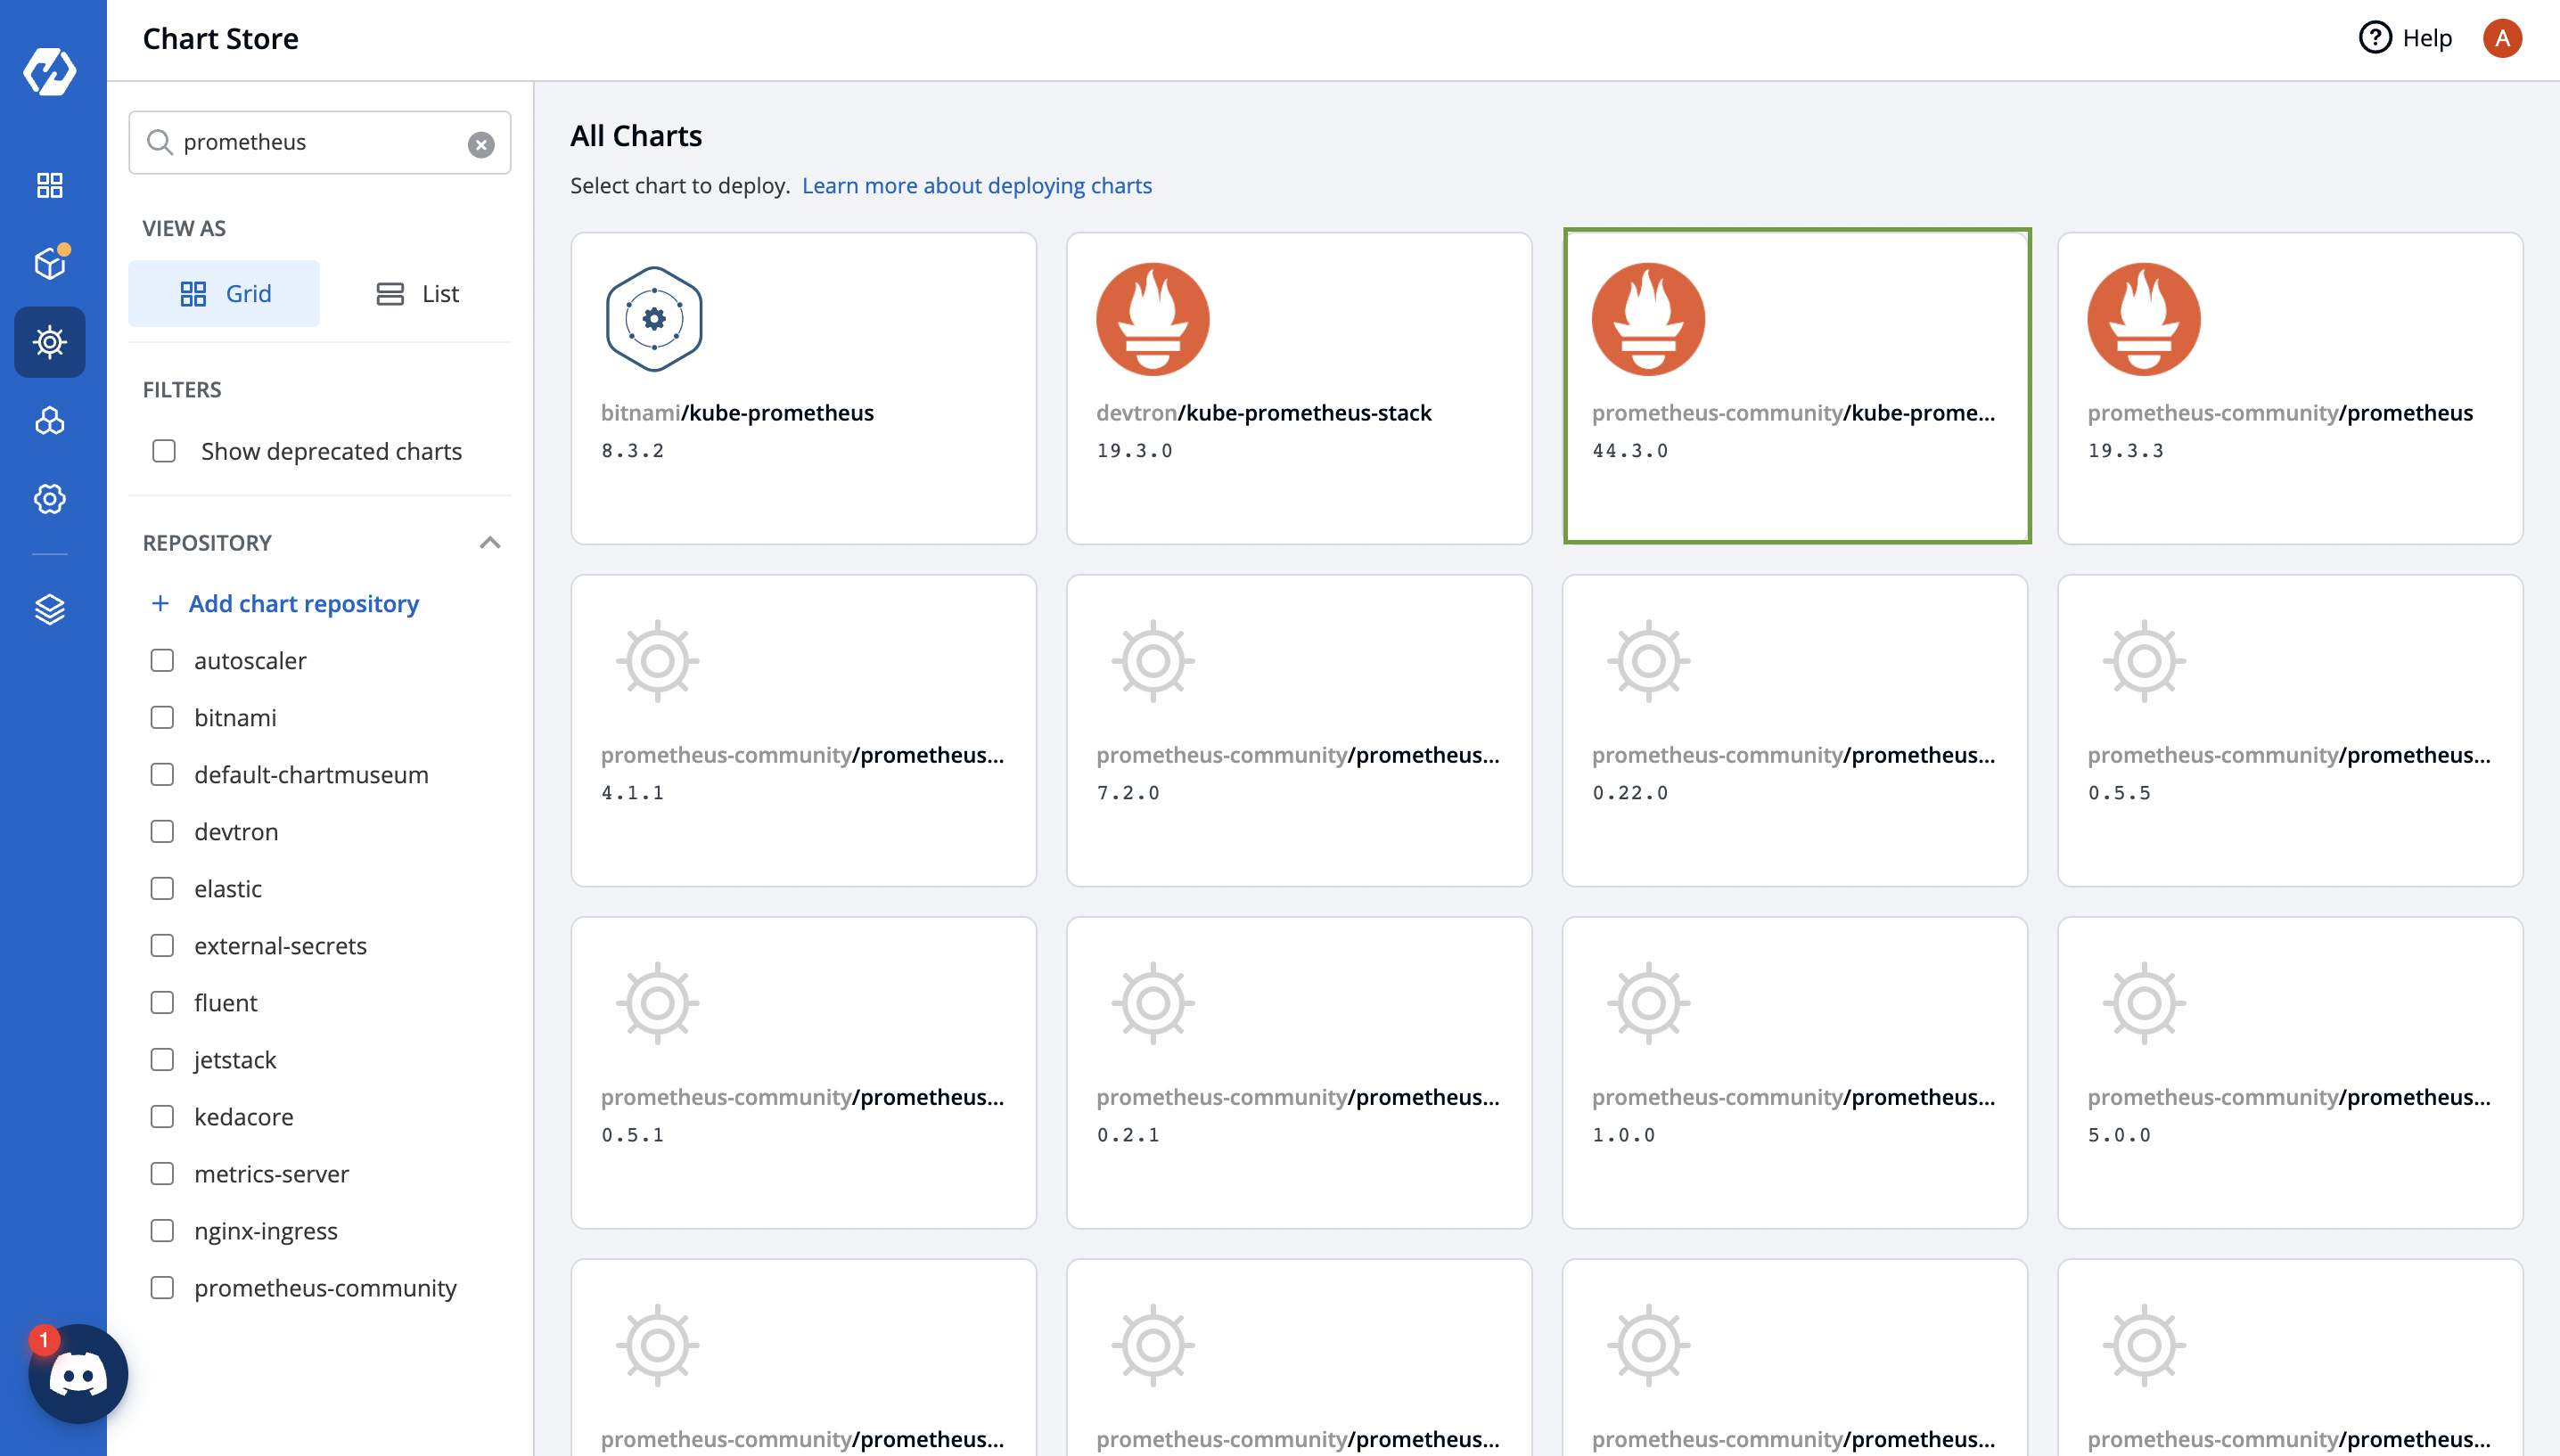 Chart Store
Help
A
prometheus
VIEW AS
Grid
List
FILTERS
Show deprecated charts
REPOSITORY
+ Add chart repository
autoscaler
bitnami
default-chartmuseum
devtron
elastic
external-secrets
fluent
jetstack
kedacore
metrics-server
nginx-ingress
prometheus-community
1
All Charts
Select chart to deploy. Learn more about deploying charts
bitnami/kube-prometheus
8.3.2
devtron/kube-prometheus-stack
19.3.0
prometheus-community/kube-prome...
44.3.0
prometheus-community/prometheus
19.3.3
prometheus-community/prometheus...
4.1.1
prometheus-community/prometheus...
7.2.0
prometheus-community/prometheus...
0.22.0
prometheus-community/prometheus...
0.5.5
prometheus-community/prometheus...
0.5.1
prometheus-community/prometheus...
0.2.1
prometheus-community/prometheus...
1.0.0
prometheus-community/prometheus...
5.0.0
prometheus-community/prometheus...
prometheus-community/prometheus...
prometheus-community/prometheus...
prometheus-community/prometheus...